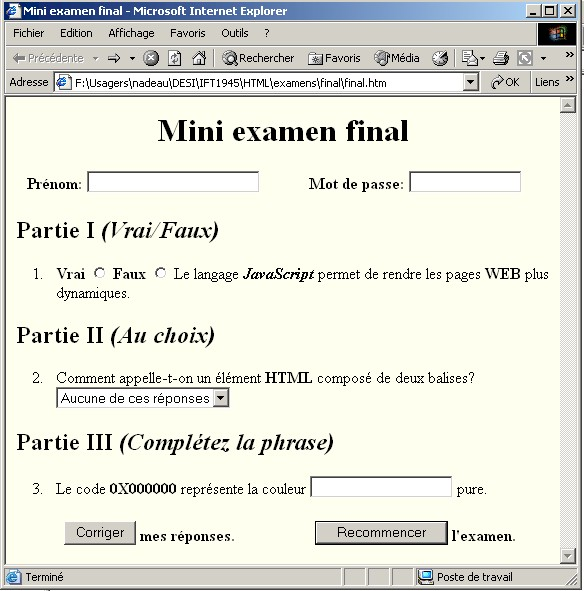 Mini examen final - Microsoft Internet Explorer
Fichier Edition Affichage Favoris Outils ? »
Précédente Rechercher Favoris Média »
Adresse F:\Usagers\nadeau\DESI\IFT1945\HTML\examens\final\final.htm OK Liens »
Mini examen final
Prénom: Mot de passe:
Partie I (Vrai/Faux)
1. Vrai Faux Le langage JavaScript permet de rendre les pages WEB plus
dynamiques.
Partie II (Au choix)
2. Comment appelle-t-on un élément HTML composé de deux balises?
Aucune de ces réponses
Partie III (Complétez la phrase)
3. Le code 0X000000 représente la couleur pure.
Corriger mes réponses. Recommencer l'examen.
Terminé Poste de travail